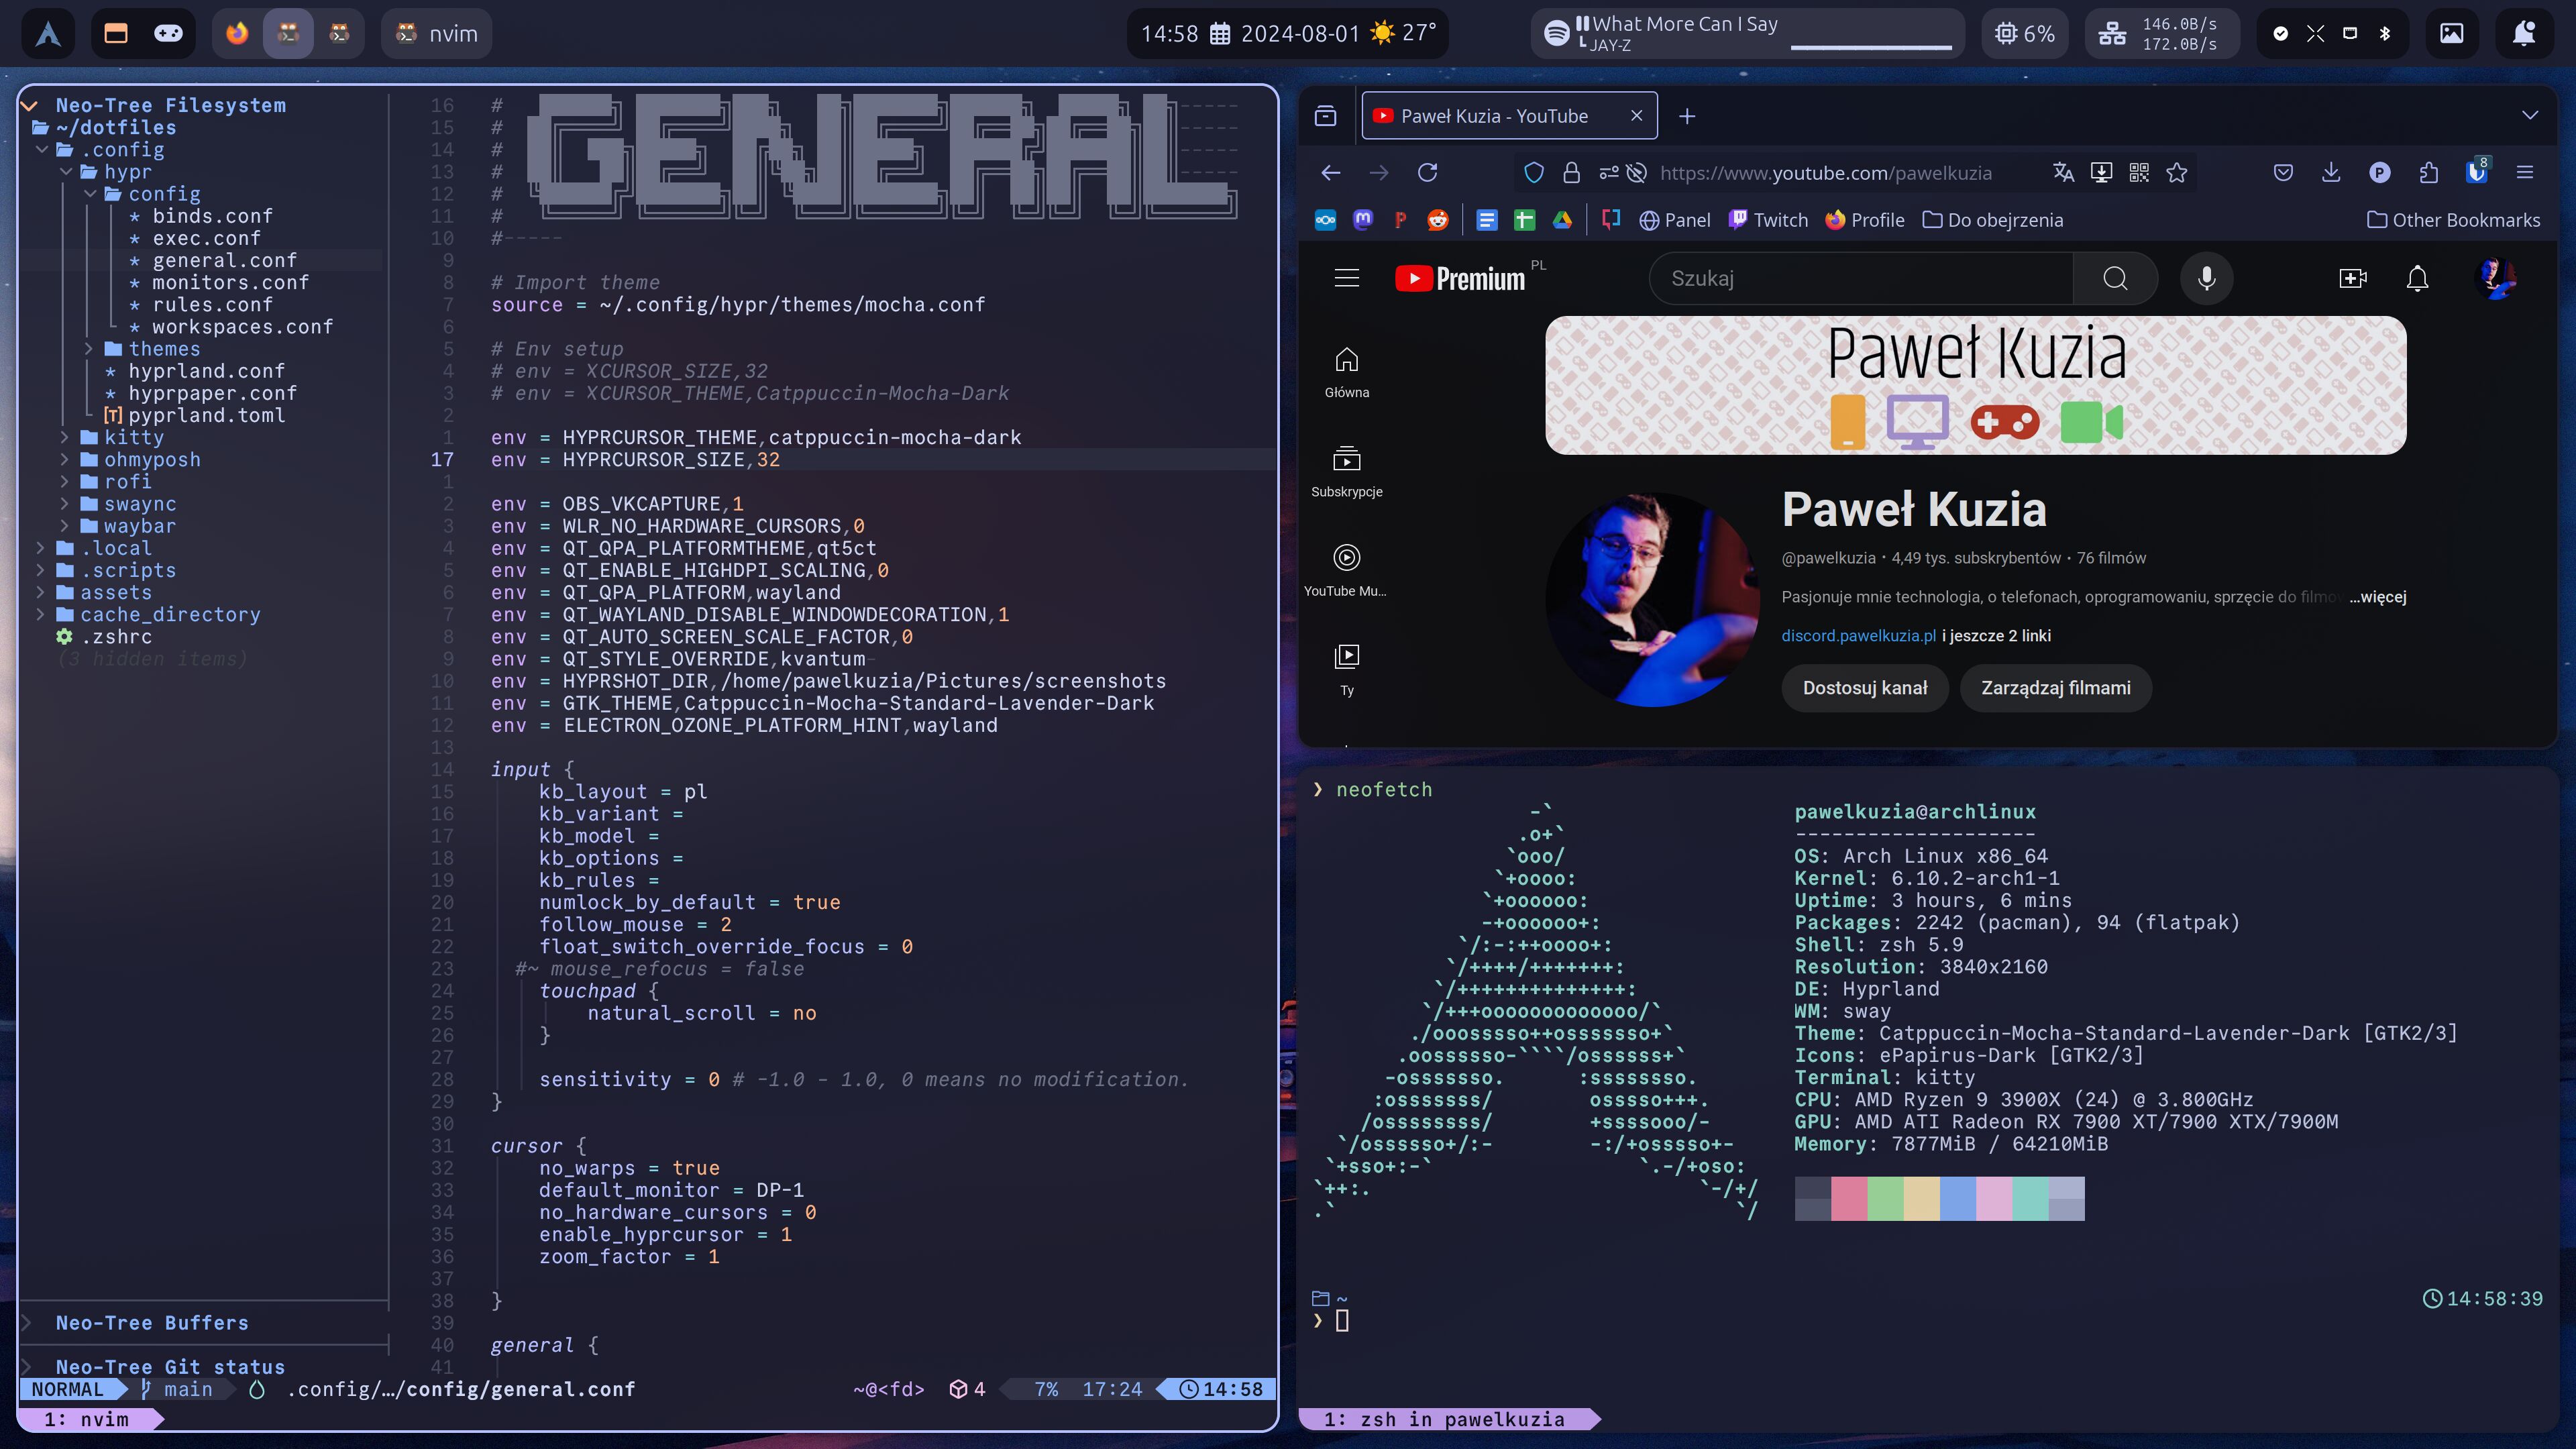 nvim
14:58 2024-08-01 27°
What More Can I Say
JAY-Z
6%
146.0B/s
172.0B/s
Neo-Tree Filesystem
~/dotfiles
.config
hypr
config
* binds.conf
* exec.conf
* general.conf
* monitors.conf
* rules.conf
* workspaces.conf
themes
* hyprland.conf
* hyprpaper.conf
[T] pyprland.toml
kitty
ohmyposh
rofi
swaync
waybar
.local
.scripts
assets
cache_directory
.zshrc
(3 hidden items)
Neo-Tree Buffers
Neo-Tree Git status
GENERAL
16 #
15 #
14 #
13 #
12 #
11 #
10 #-----
9
8 # Import theme
7 source = ~/.config/hypr/themes/mocha.conf
6
5 # Env setup
4 # env = XCURSOR_SIZE,32
3 # env = XCURSOR_THEME,Catppuccin-Mocha-Dark
2
1 env = HYPRCURSOR_THEME,catppuccin-mocha-dark
17 env = HYPRCURSOR_SIZE,32
1
2 env = OBS_VKCAPTURE,1
3 env = WLR_NO_HARDWARE_CURSORS,0
4 env = QT_QPA_PLATFORMTHEME,qt5ct
5 env = QT_ENABLE_HIGHDPI_SCALING,0
6 env = QT_QPA_PLATFORM,wayland
7 env = QT_WAYLAND_DISABLE_WINDOWDECORATION,1
8 env = QT_AUTO_SCREEN_SCALE_FACTOR,0
9 env = QT_STYLE_OVERRIDE,kvantum-
10 env = HYPRSHOT_DIR,/home/pawelkuzia/Pictures/screenshots
11 env = GTK_THEME,Catppuccin-Mocha-Standard-Lavender-Dark
12 env = ELECTRON_OZONE_PLATFORM_HINT,wayland
13
14 input {
15 kb_layout = pl
16 kb_variant =
17 kb_model =
18 kb_options =
19 kb_rules =
20 numlock_by_default = true
21 follow_mouse = 2
22 float_switch_override_focus = 0
23 #~ mouse_refocus = false
24 touchpad {
25 natural_scroll = no
26 }
27
28 sensitivity = 0 # -1.0 - 1.0, 0 means no modification.
29 }
30
31 cursor {
32 no_warps = true
33 default_monitor = DP-1
34 no_hardware_cursors = 0
35 enable_hyprcursor = 1
36 zoom_factor = 1
37
38 }
39
40 general {
41
NORMAL main .config/…/config/general.conf ~@<fd> 4 7% 17:24 14:58
1: nvim
Paweł Kuzia - YouTube
https://www.youtube.com/pawelkuzia
8
Panel Twitch Profile Do obejrzenia Other Bookmarks
Premium PL
Szukaj
Główna
Subskrypcje
YouTube Mu...
Ty
Paweł Kuzia
Paweł Kuzia
@pawelkuzia • 4,49 tys. subskrybentów • 76 filmów
Pasjonuje mnie technologia, o telefonach, oprogramowaniu, sprzęcie do filmo ...więcej
discord.pawelkuzia.pl i jeszcze 2 linki
Dostosuj kanał Zarządzaj filmami
❯ neofetch
pawelkuzia@archlinux
--------------------
OS: Arch Linux x86_64
Kernel: 6.10.2-arch1-1
Uptime: 3 hours, 6 mins
Packages: 2242 (pacman), 94 (flatpak)
Shell: zsh 5.9
Resolution: 3840x2160
DE: Hyprland
WM: sway
Theme: Catppuccin-Mocha-Standard-Lavender-Dark [GTK2/3]
Icons: ePapirus-Dark [GTK2/3]
Terminal: kitty
CPU: AMD Ryzen 9 3900X (24) @ 3.800GHz
GPU: AMD ATI Radeon RX 7900 XT/7900 XTX/7900M
Memory: 7877MiB / 64210MiB
~ 14:58:39
❯
1: zsh in pawelkuzia